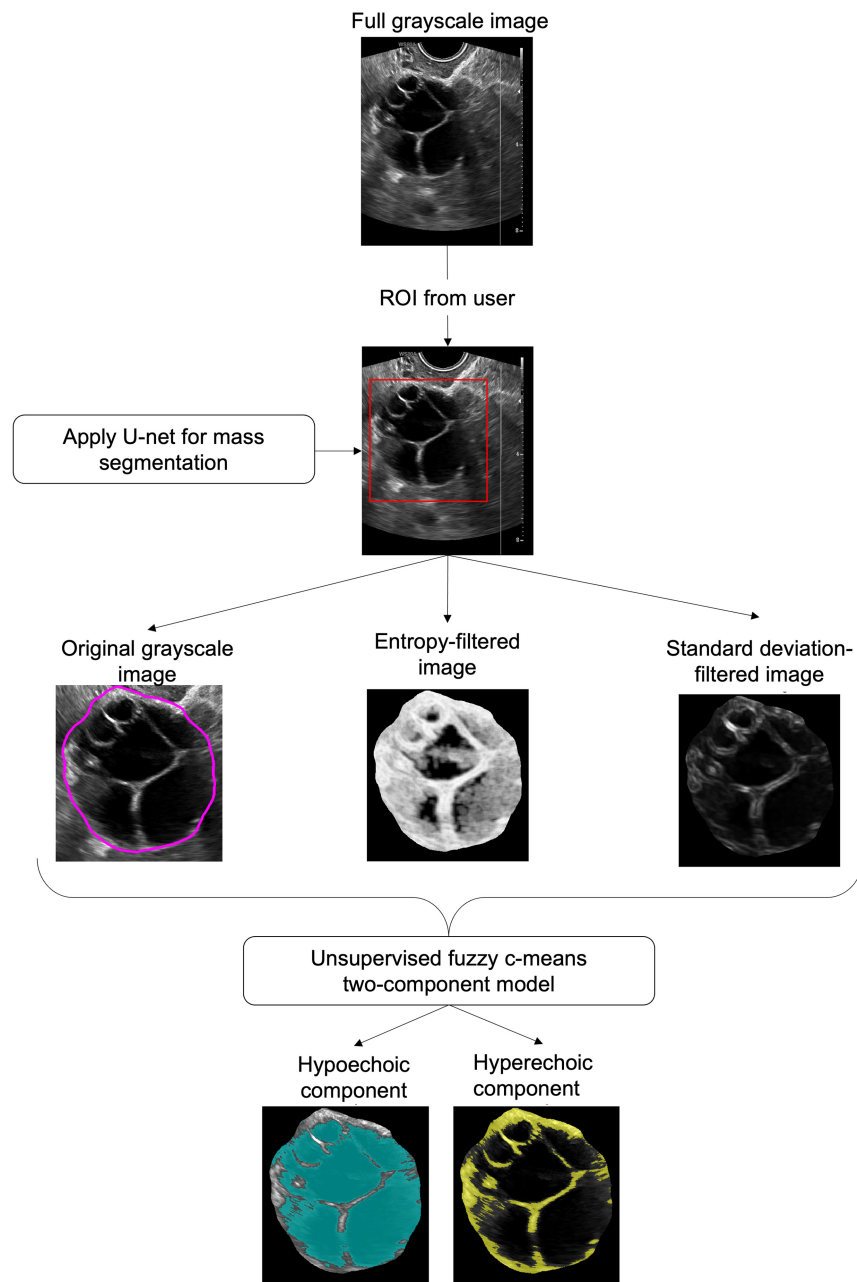 Full grayscale image
ROI from user
Apply U-net for mass
segmentation
Original grayscale
image
Entropy-filtered
image
Standard deviation-
filtered image
Unsupervised fuzzy c-means
two-component model
Hypoechoic
component
Hyperechoic
component